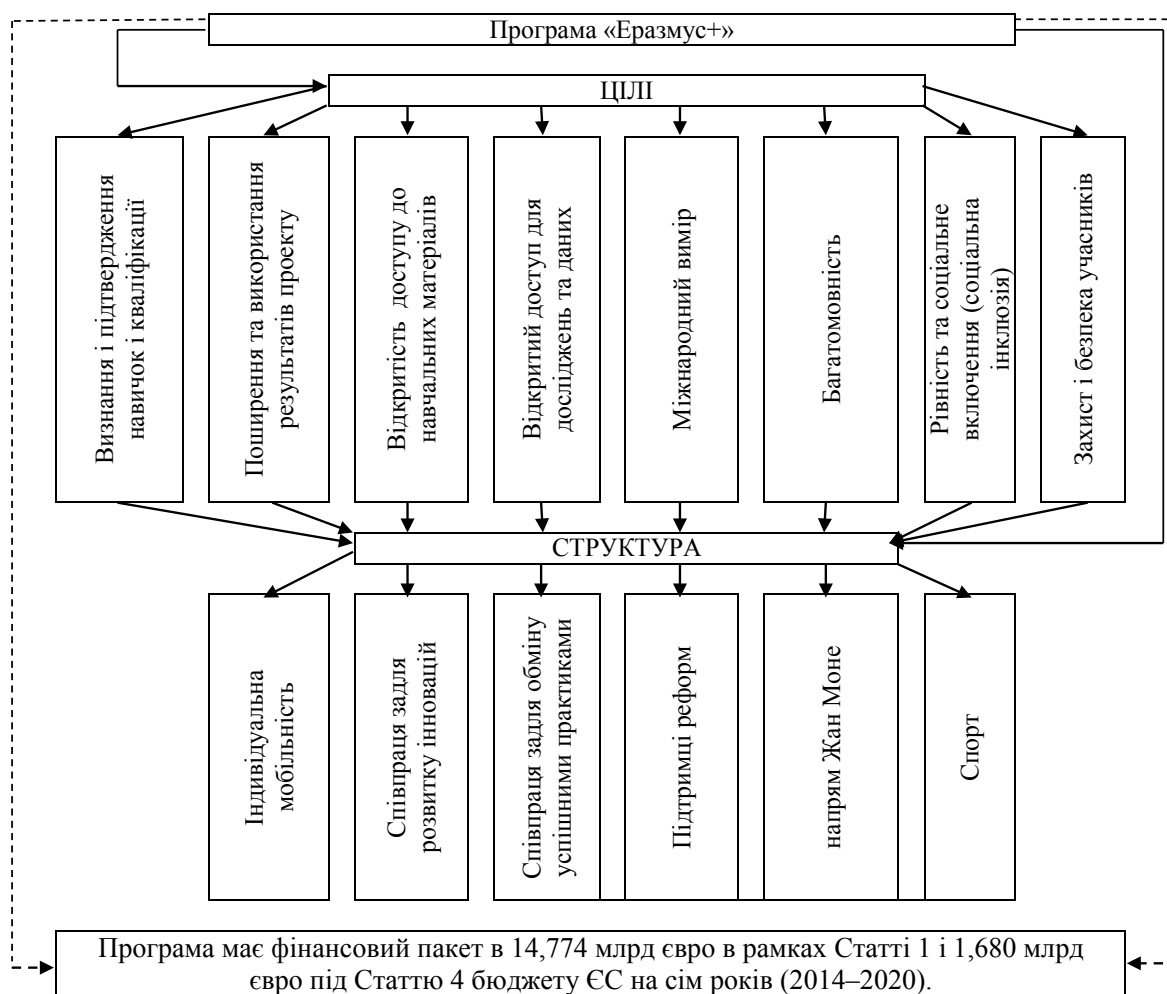 Програма «Еразмус+»
ЦІЛІ
Визнання і підтвердження
навичок і кваліфікації
Поширення та використання
результатів проекту
Відкритість доступу до
навчальних матеріалів
Відкритий доступ для
досліджень та даних
Міжнародний вимір
Багатомовність
Рівність та соціальне
включення (соціальна
інклюзія)
Захист і безпека учасників
СТРУКТУРА
Індивідуальна
мобільність
Співпраця задля
розвитку інновацій
Співпраця задля обміну
успішними практиками
Підтримці реформ
напрям Жан Моне
Спорт
Програма має фінансовий пакет в 14,774 млрд євро в рамках Статті 1 і 1,680 млрд
євро під Статтю 4 бюджету ЄС на сім років (2014–2020).